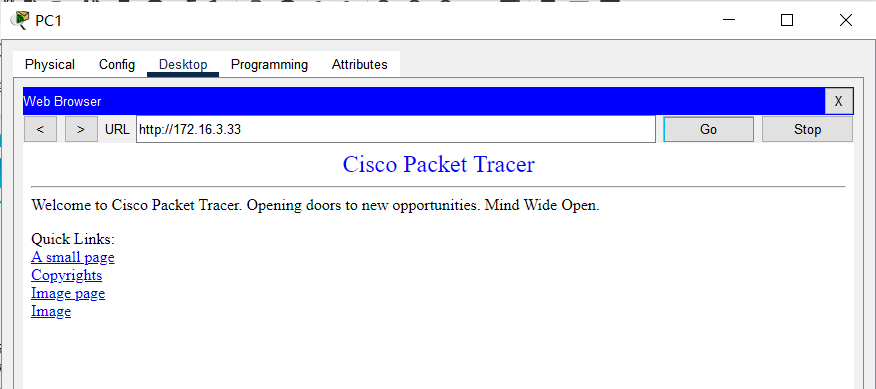 PC1
Physical Config Desktop Programming Attributes
Web Browser X
< > URL http://172.16.3.33 Go Stop
Cisco Packet Tracer
Welcome to Cisco Packet Tracer. Opening doors to new opportunities. Mind Wide Open.
Quick Links:
A small page
Copyrights
Image page
Image